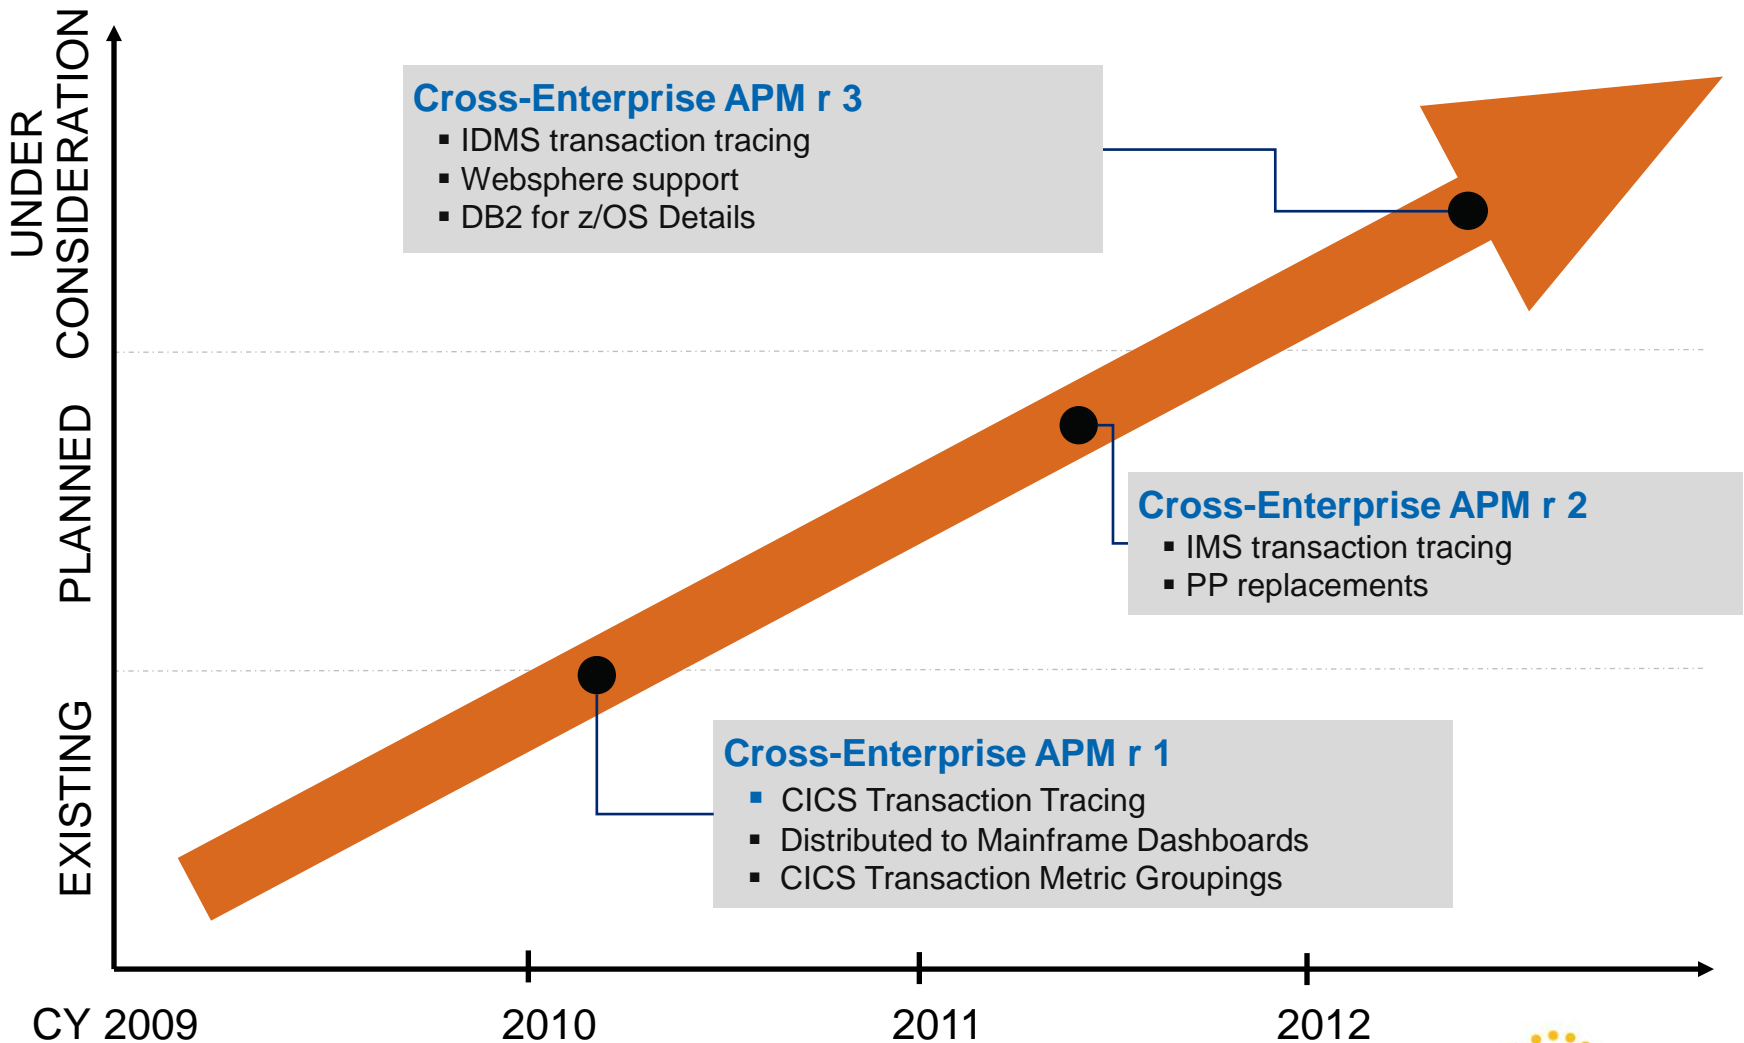 UNDER
CONSIDERATION
Cross-Enterprise APM r 3
▪ IDMS transaction tracing
▪ Websphere support
▪ DB2 for z/OS Details
PLANNED
Cross-Enterprise APM r 2
▪ IMS transaction tracing
▪ PP replacements
EXISTING
Cross-Enterprise APM r 1
▪ CICS Transaction Tracing
▪ Distributed to Mainframe Dashboards
▪ CICS Transaction Metric Groupings
CY 2009 2010 2011 2012